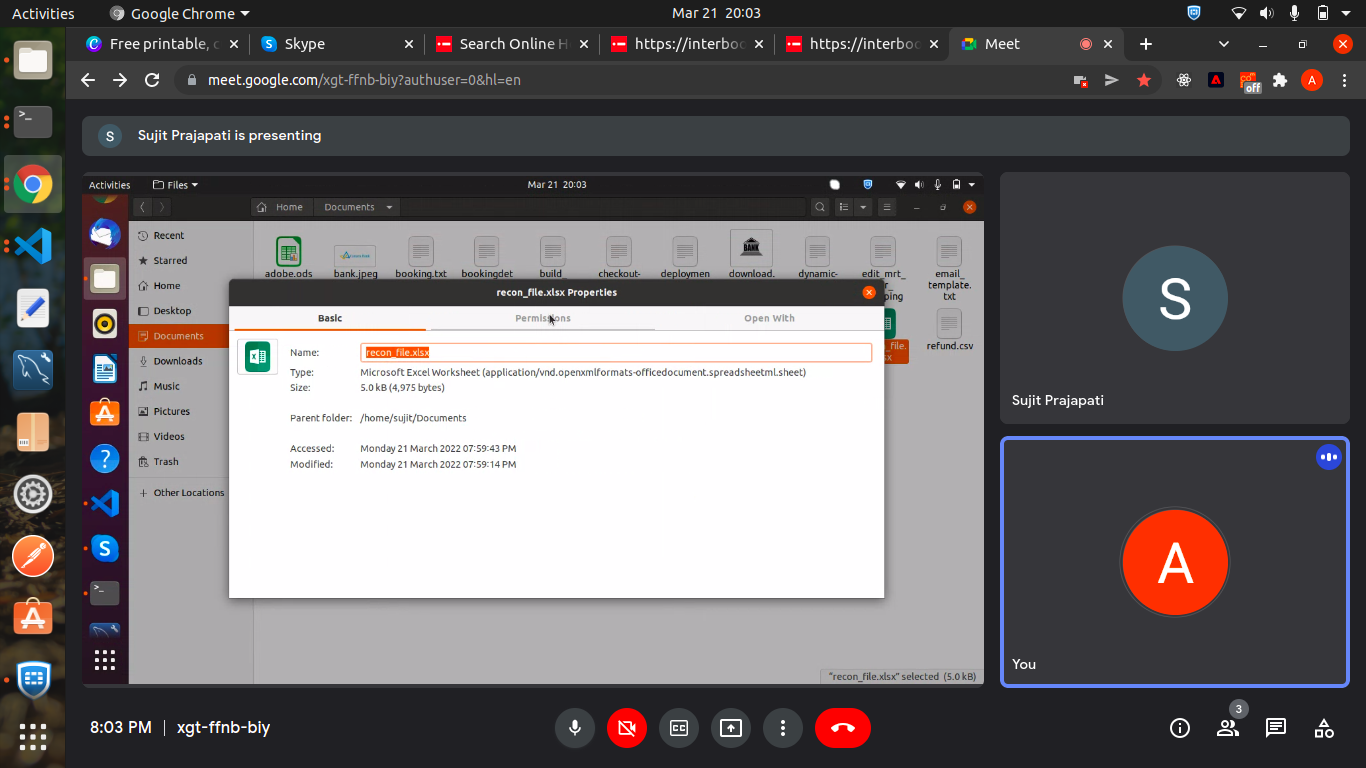 Activities Google Chrome Mar 21 20:03
Free printable, c Skype Search Online H https://interboo https://interboo Meet
meet.google.com/xgt-ffnb-biy?authuser=0&hl=en
A off A
S Sujit Prajapati is presenting
Activities Files Mar 21 20:03
Home Documents
Recent
Starred
Home
Desktop
Documents
Downloads
Music
Pictures
Videos
Trash
Other Locations
BANK
adobe.ods bank.jpeg booking.txt bookingdet build_ checkout- deploymen download. dynamic- edit_mrt_ email_
template.
txt
refund.csv
recon_file.xlsx Properties
Basic Permissions Open With
Name: recon_file.xlsx
Type: Microsoft Excel Worksheet (application/vnd.openxmlformats-officedocument.spreadsheetml.sheet)
Size: 5.0 kB (4,975 bytes)
Parent folder: /home/sujit/Documents
Accessed: Monday 21 March 2022 07:59:43 PM
Modified: Monday 21 March 2022 07:59:14 PM
"recon_file.xlsx" selected (5.0 kB)
S
Sujit Prajapati
A
You
8:03 PM xgt-ffnb-biy
3